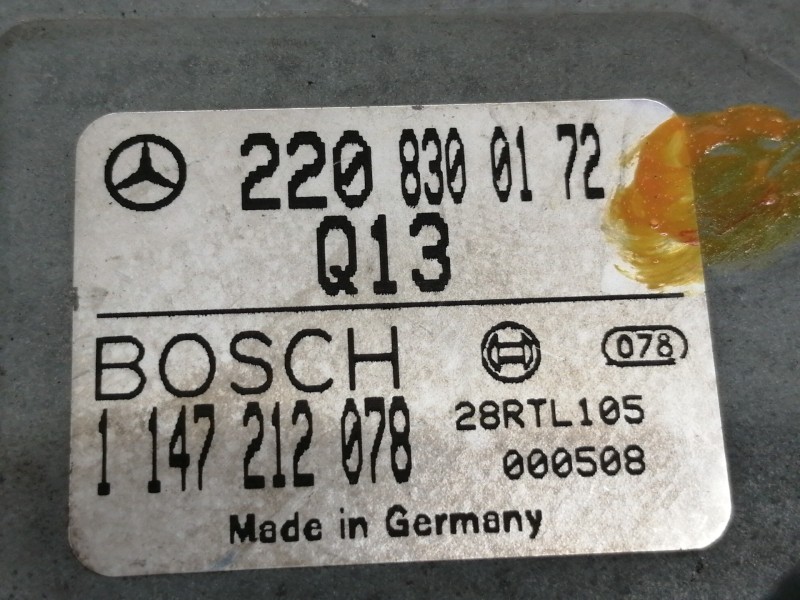 220 830 01 72
Q13
BOSCH
078
1 147 212 078
28RTL105
000508
Made in Germany